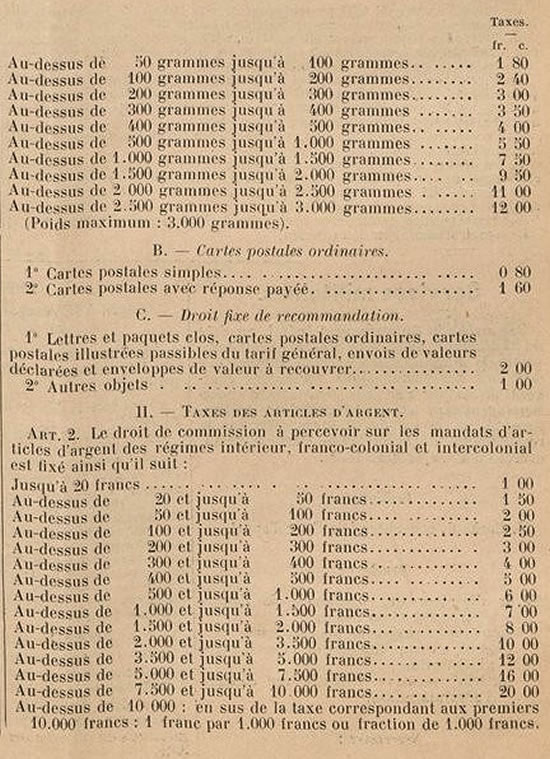 Taxes.
fr. c.
Au-dessus de 50 grammes jusqu'à 100 grammes.. ....... 1 80
Au-dessus de 100 grammes jusqu'à 200 grammes........ 2 40
Au-dessus de 200 grammes jusqu'à 300 grammes........ 3 00
Au-dessus de 300 grammes jusqu'à 400 grammes........ 3 50
Au-dessus de 400 grammes jusqu'à 500 grammes........ 4 00
Au-dessus de 500 grammes jusqu'à 1.000 grammes........ 5 50
Au-dessus de 1.000 grammes jusqu'à 1.500 grammes........ 7 50
Au-dessus de 1.500 grammes jusqu'à 2.000 grammes........ 9 50
Au-dessus de 2 000 grammes jusqu'à 2.500 grammes ........ 11 00
Au-dessus de 2.500 grammes jusqu'à 3.000 grammes........ 12 00
(Poids maximum : 3.000 grammes).
B. — Cartes postales ordinaires.
1° Cartes postales simples.... ................ ..... 0 80
2° Cartes postales avec réponse payéé. .................. 1 60
C. — Droit fixe de recommandation.
1° Lettres et paquets clos, cartes postales ordinaires, cartes
postales illustrées passibles du tarif général, envois de valeurs
déclarées et enveloppes de valeur à recouvrer............... 2 00
2° Autres objets . .. ............................. 1 00
II. — TAXES DES ARTICLES D'ARGENT.
ART. 2. Le droit de commission à percevoir sur les mandats d'ar-
ticles d'argent des régimes intérieur, franco-colonial et intercolonial
est fixé ainsi qu'il suit :
Jusqu'à 20 francs ........................................ 1 00
Au-dessus de 20 et jusqu'à 50 francs............. 1 50
Au-dessus de 50 et jusqu'à 100 francs............. 2 00
Au-dessus de 100 et jusqu'à 200 francs............. 2 50
Au-dessus de 200 et jusqu'à 300 francs............. 3 00
Au-dessus de 300 et jusqu'à 400 francs............. 4 00
Au-dessus de 400 et jusqu'à 500 francs............. 5 00
Au-dessus de 500 et jusqu'à 1.000 francs............. 6 00
Au-dessus de 1.000 et jusqu'à 1.500 francs............. 7 00
Au-dessus de 1.500 et jusqu'à 2.000 francs............. 8 00
Au-dessus de 2.000 et jusqu'à 3.500 francs............. 10 00
Au-dessus de 3.500 et jusqu'à 5.000 francs............. 12 00
Au-dessus de 5.000 et jusqu'à 7.500 francs............. 16 00
Au-dessus de 7.500 et jusqu'à 10.000 francs............. 20 00
Au-dessus de 10 000 : en sus de la taxe correspondant aux premiers
10.000 francs : 1 franc par 1.000 francs ou fraction de 1.000 francs.